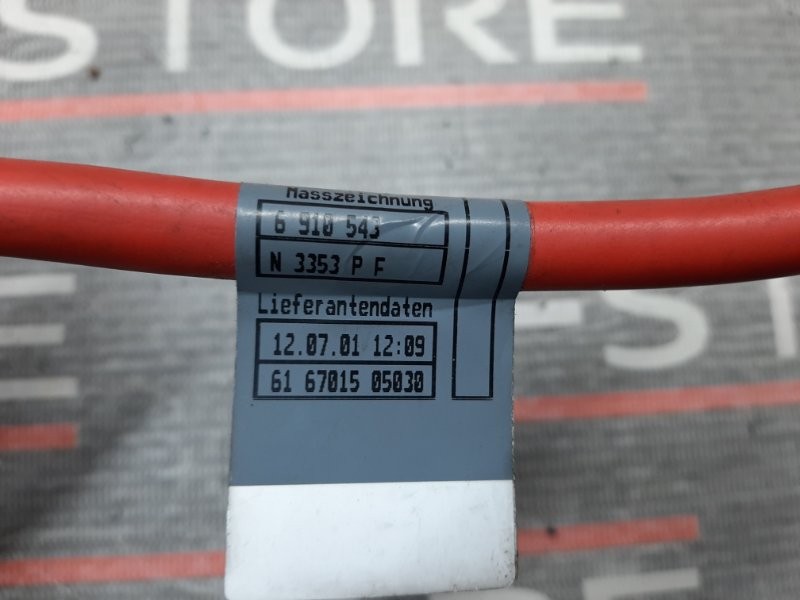 STORE
Masszeichnung
6 910 543
N 3353 P F
Lieferantendaten
12.07.01 12:09
61 67015 05030